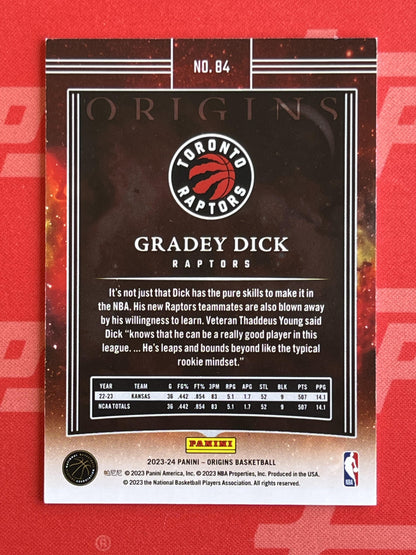 NO. 84
ORIGINS
TORONTO
RAPTORS
GRADEY DICK
RAPTORS
It's not just that Dick has the pure skills to make it in
the NBA. His new Raptors teammates are also blown away
by his willingness to learn. Veteran Thaddeus Young said
Dick "knows that he can be a really good player in this
league. ... He's leaps and bounds beyond like the typical
rookie mindset."
YEAR TEAM G FG% FT% 3PM RPG APG STL BLK PTS PPG
22-23 KANSAS 36 .442 .854 83 5.1 1.7 52 9 507 14.1
NCAA TOTALS 36 .442 .854 83 5.1 1.7 52 9 507 14.1
PANINI
2023-24 PANINI – ORIGINS BASKETBALL
帕尼尼 © 2023 Panini America, Inc. © 2023 NBA Properties, Inc. Produced in the USA.
© 2023 the National Basketball Players Association. All rights reserved.
NBA
®